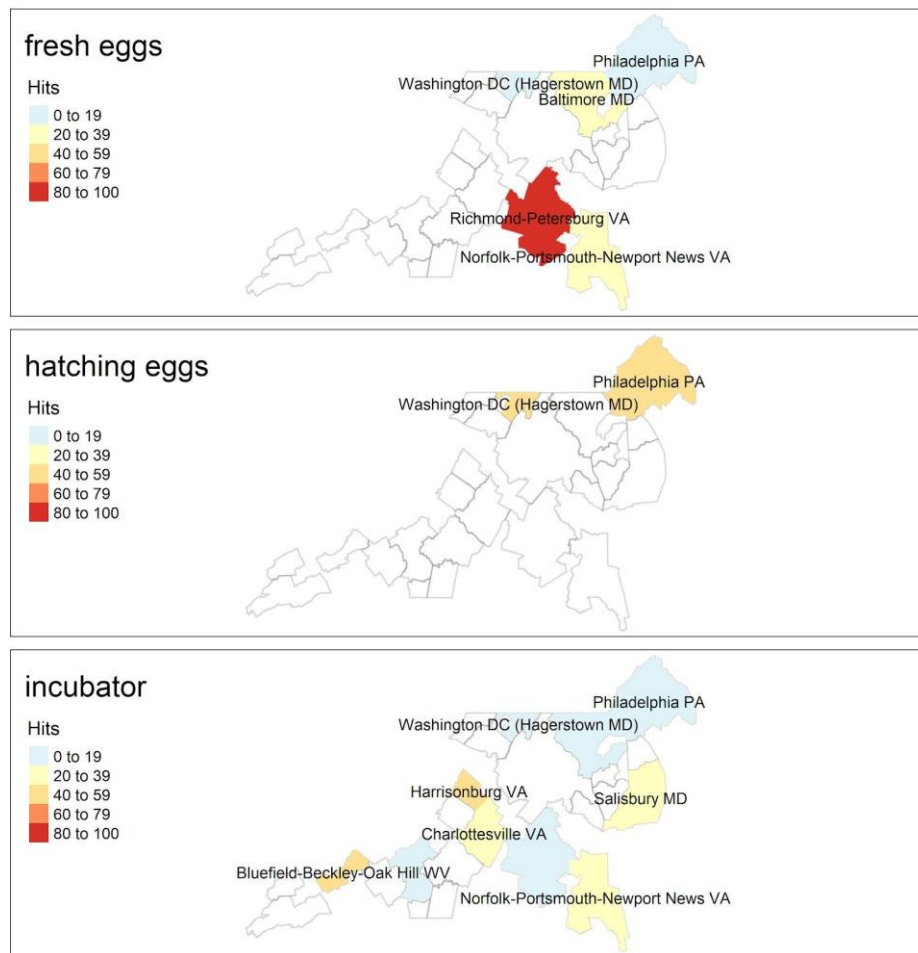 fresh eggs
Hits
0 to 19
20 to 39
40 to 59
60 to 79
80 to 100
Philadelphia PA
Washington DC (Hagerstown MD)
Baltimore MD
Richmond-Petersburg VA
Norfolk-Portsmouth-Newport News VA
hatching eggs
Hits
0 to 19
20 to 39
40 to 59
60 to 79
80 to 100
Philadelphia PA
Washington DC (Hagerstown MD)
incubator
Hits
0 to 19
20 to 39
40 to 59
60 to 79
80 to 100
Philadelphia PA
Washington DC (Hagerstown MD)
Harrisonburg VA
Salisbury MD
Charlottesville VA
Bluefield-Beckley-Oak Hill WV
Norfolk-Portsmouth-Newport News VA